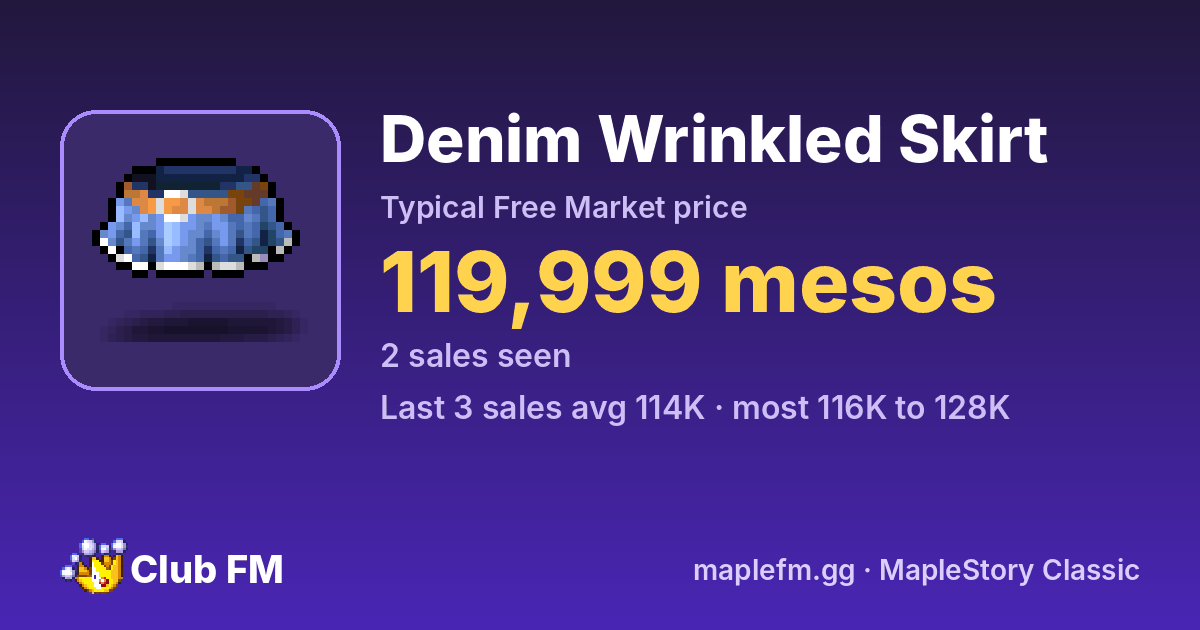 Denim Wrinkled Skirt
Typical Free Market price
119,999 mesos
2 sales seen
Last 3 sales avg 114K · most 116K to 128K
Club FM
maplefm.gg · MapleStory Classic